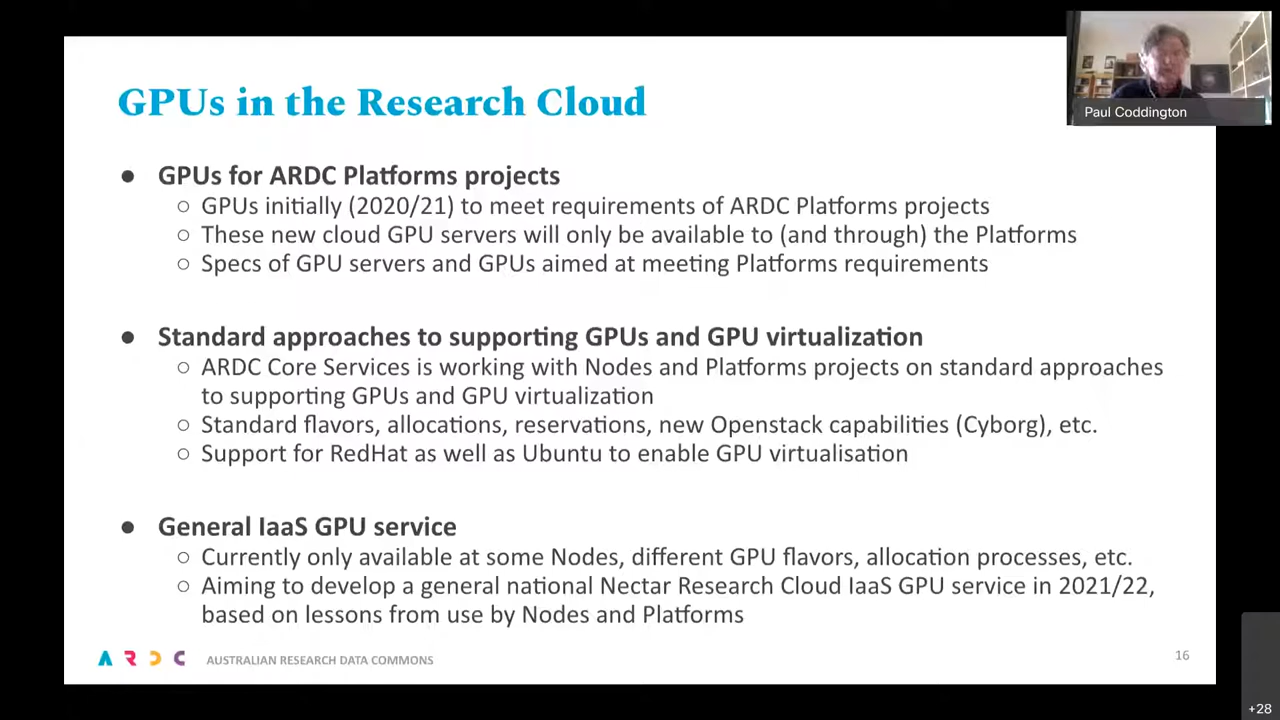 GPUs in the Research Cloud
Paul Coddington
● GPUs for ARDC Platforms projects
○ GPUs initially (2020/21) to meet requirements of ARDC Platforms projects
○ These new cloud GPU servers will only be available to (and through) the Platforms
○ Specs of GPU servers and GPUs aimed at meeting Platforms requirements
● Standard approaches to supporting GPUs and GPU virtualization
○ ARDC Core Services is working with Nodes and Platforms projects on standard approaches
to supporting GPUs and GPU virtualization
○ Standard flavors, allocations, reservations, new Openstack capabilities (Cyborg), etc.
○ Support for RedHat as well as Ubuntu to enable GPU virtualisation
● General IaaS GPU service
○ Currently only available at some Nodes, different GPU flavors, allocation processes, etc.
○ Aiming to develop a general national Nectar Research Cloud IaaS GPU service in 2021/22,
based on lessons from use by Nodes and Platforms
ARDC AUSTRALIAN RESEARCH DATA COMMONS
16
+28